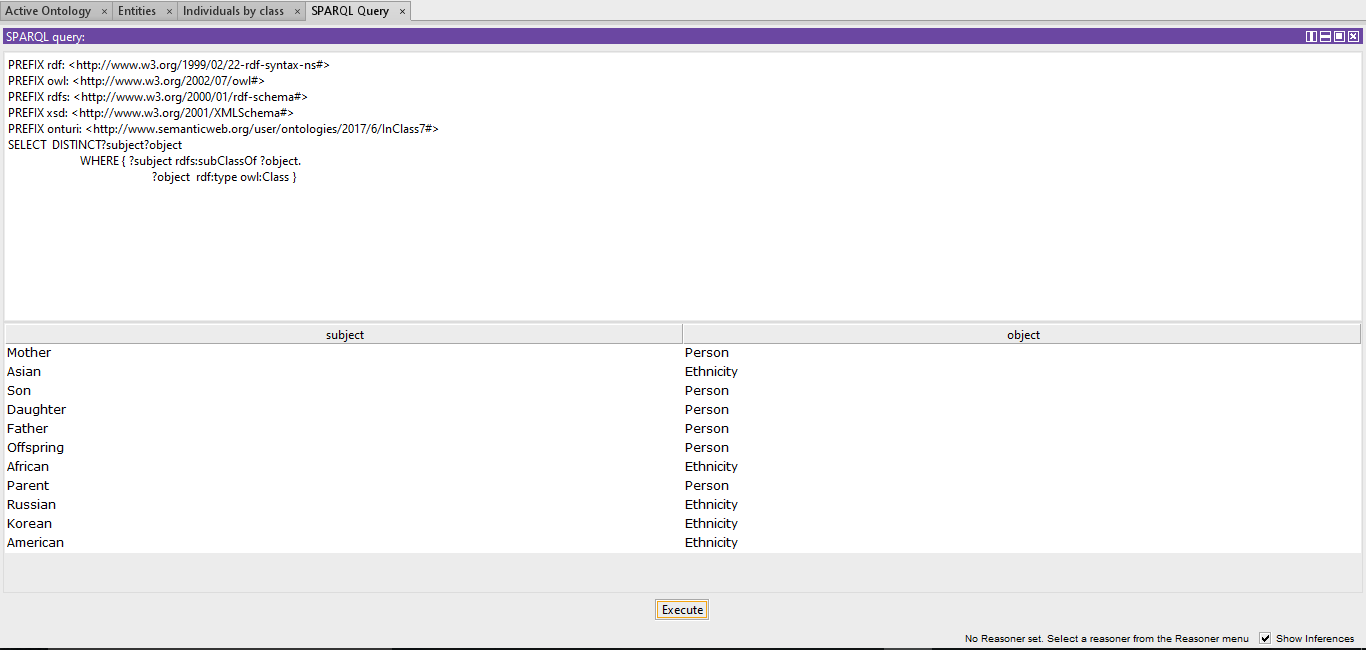 Active Ontology × Entities × Individuals by class × SPARQL Query ×
SPARQL query:
PREFIX rdf: <http://www.w3.org/1999/02/22-rdf-syntax-ns#>
PREFIX owl: <http://www.w3.org/2002/07/owl#>
PREFIX rdfs: <http://www.w3.org/2000/01/rdf-schema#>
PREFIX xsd: <http://www.w3.org/2001/XMLSchema#>
PREFIX onturi: <http://www.semanticweb.org/user/ontologies/2017/6/InClass7#>
SELECT DISTINCT?subject?object
WHERE { ?subject rdfs:subClassOf ?object.
?object rdf:type owl:Class }
subject object
Mother Person
Asian Ethnicity
Son Person
Daughter Person
Father Person
Offspring Person
African Ethnicity
Parent Person
Russian Ethnicity
Korean Ethnicity
American Ethnicity
Execute
No Reasoner set. Select a reasoner from the Reasoner menu Show Inferences